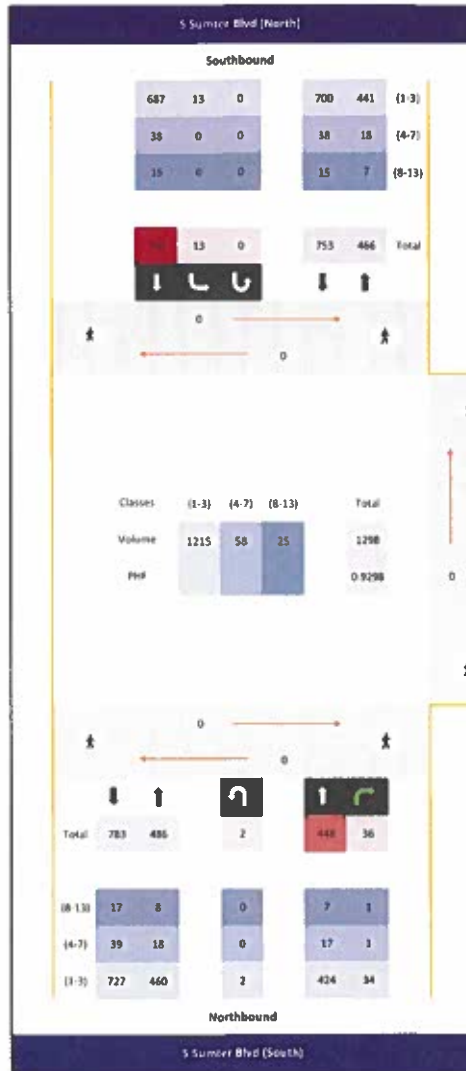 S Sumter Blvd (North)
Southbound
687 13 0 700 441 (1-3)
38 0 0 38 18 (4-7)
15 0 0 15 7 (8-13)
13 0 753 466 Total
0
0
Classes (1-3) (4-7) (8-13) Total
Volume 1215 58 25 1298
PHF 0.9298
0
0
0
Total 783 486 2 448 36
(8-13) 17 8 0 7 1
(4-7) 39 18 0 17 1
(1-3) 727 460 2 424 34
Northbound
S Sumter Blvd (South)